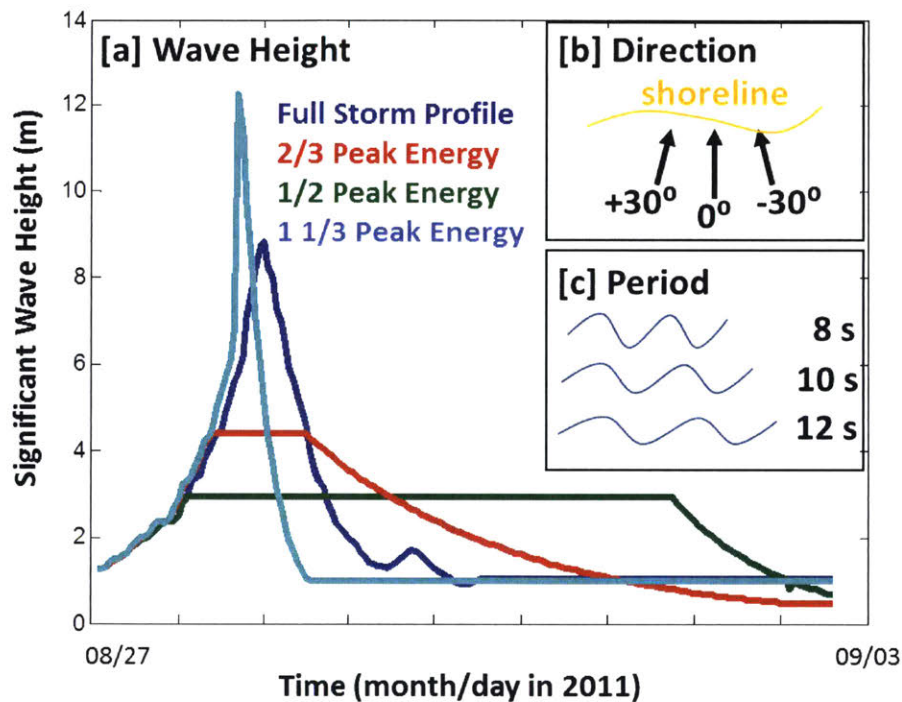 [a] Wave Height
Full Storm Profile
2/3 Peak Energy
1/2 Peak Energy
1 1/3 Peak Energy
[b] Direction
shoreline
+30⁰
0⁰
-30⁰
[c] Period
8 s
10 s
12 s
Significant Wave Height (m)
14
12
10
8
6
4
2
0
08/27
09/03
Time (month/day in 2011)